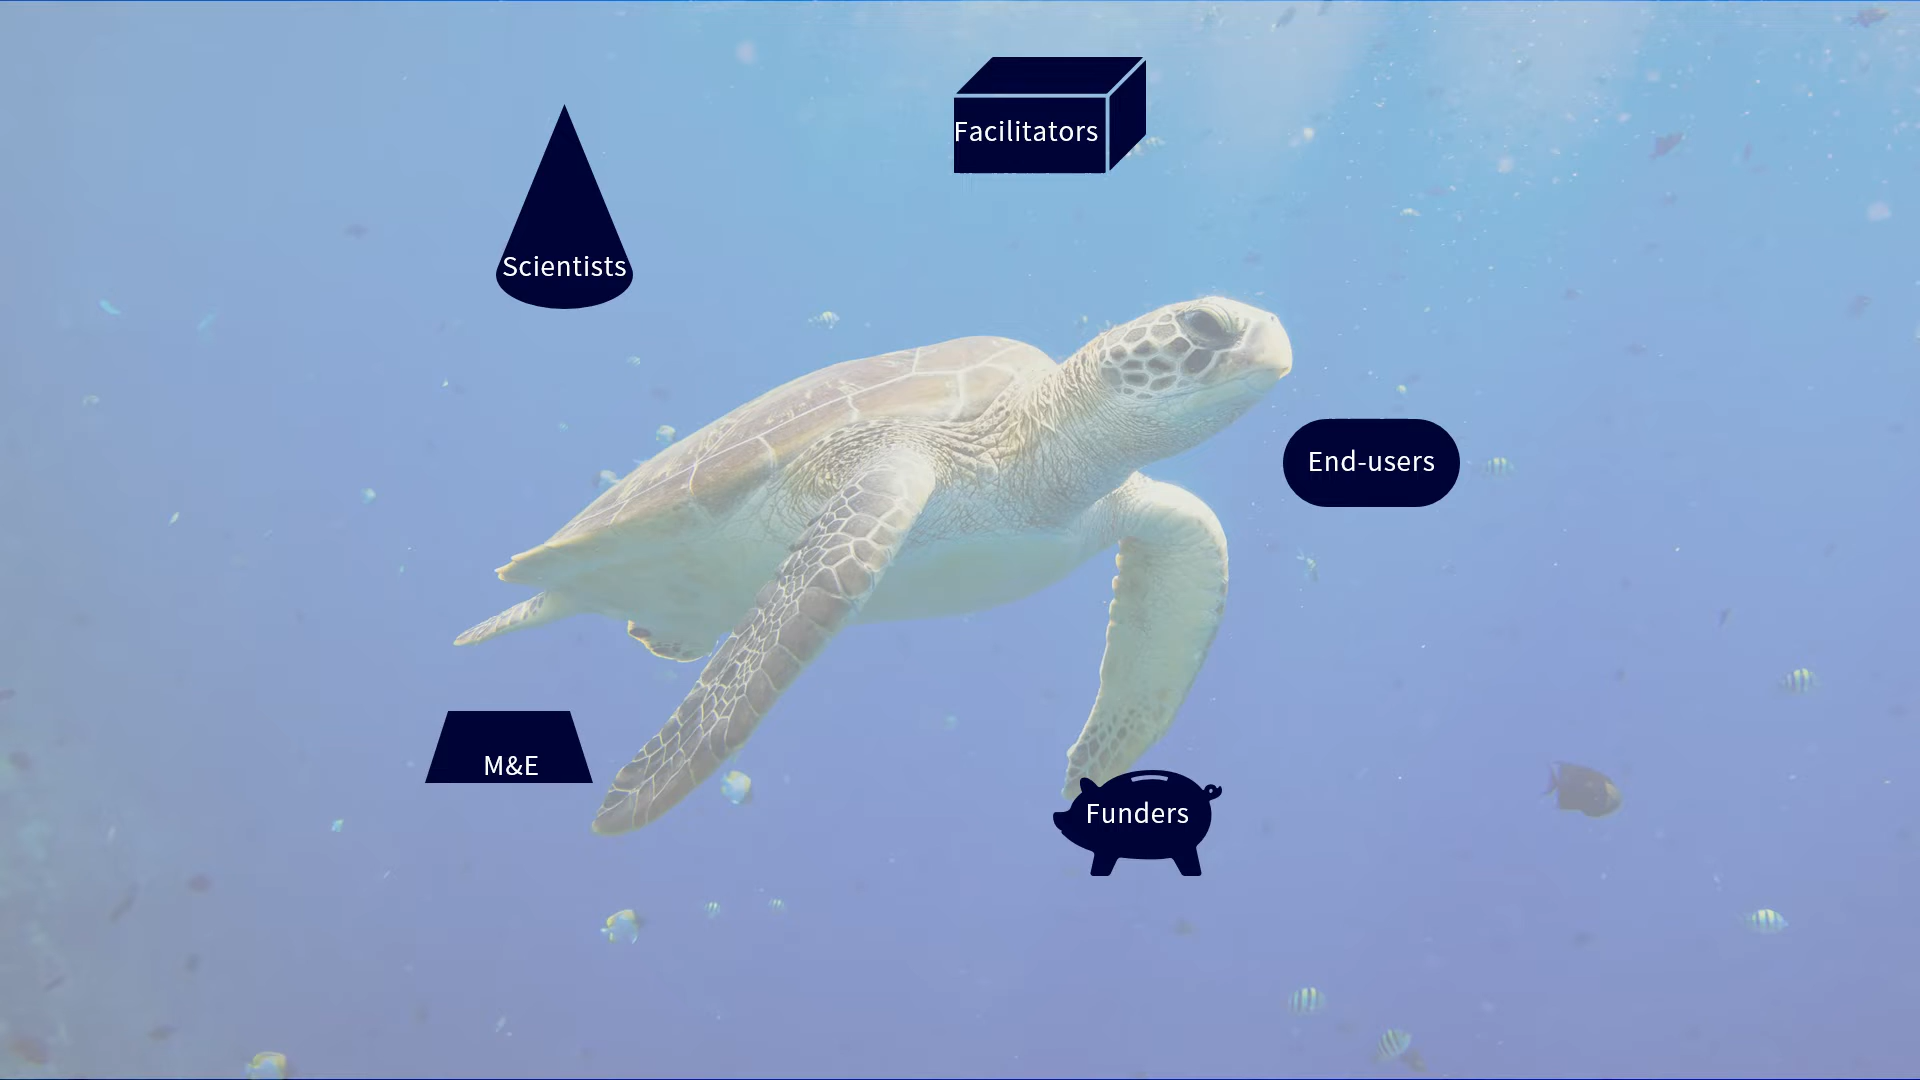 Facilitators
Scientists
End-users
M&E
Funders